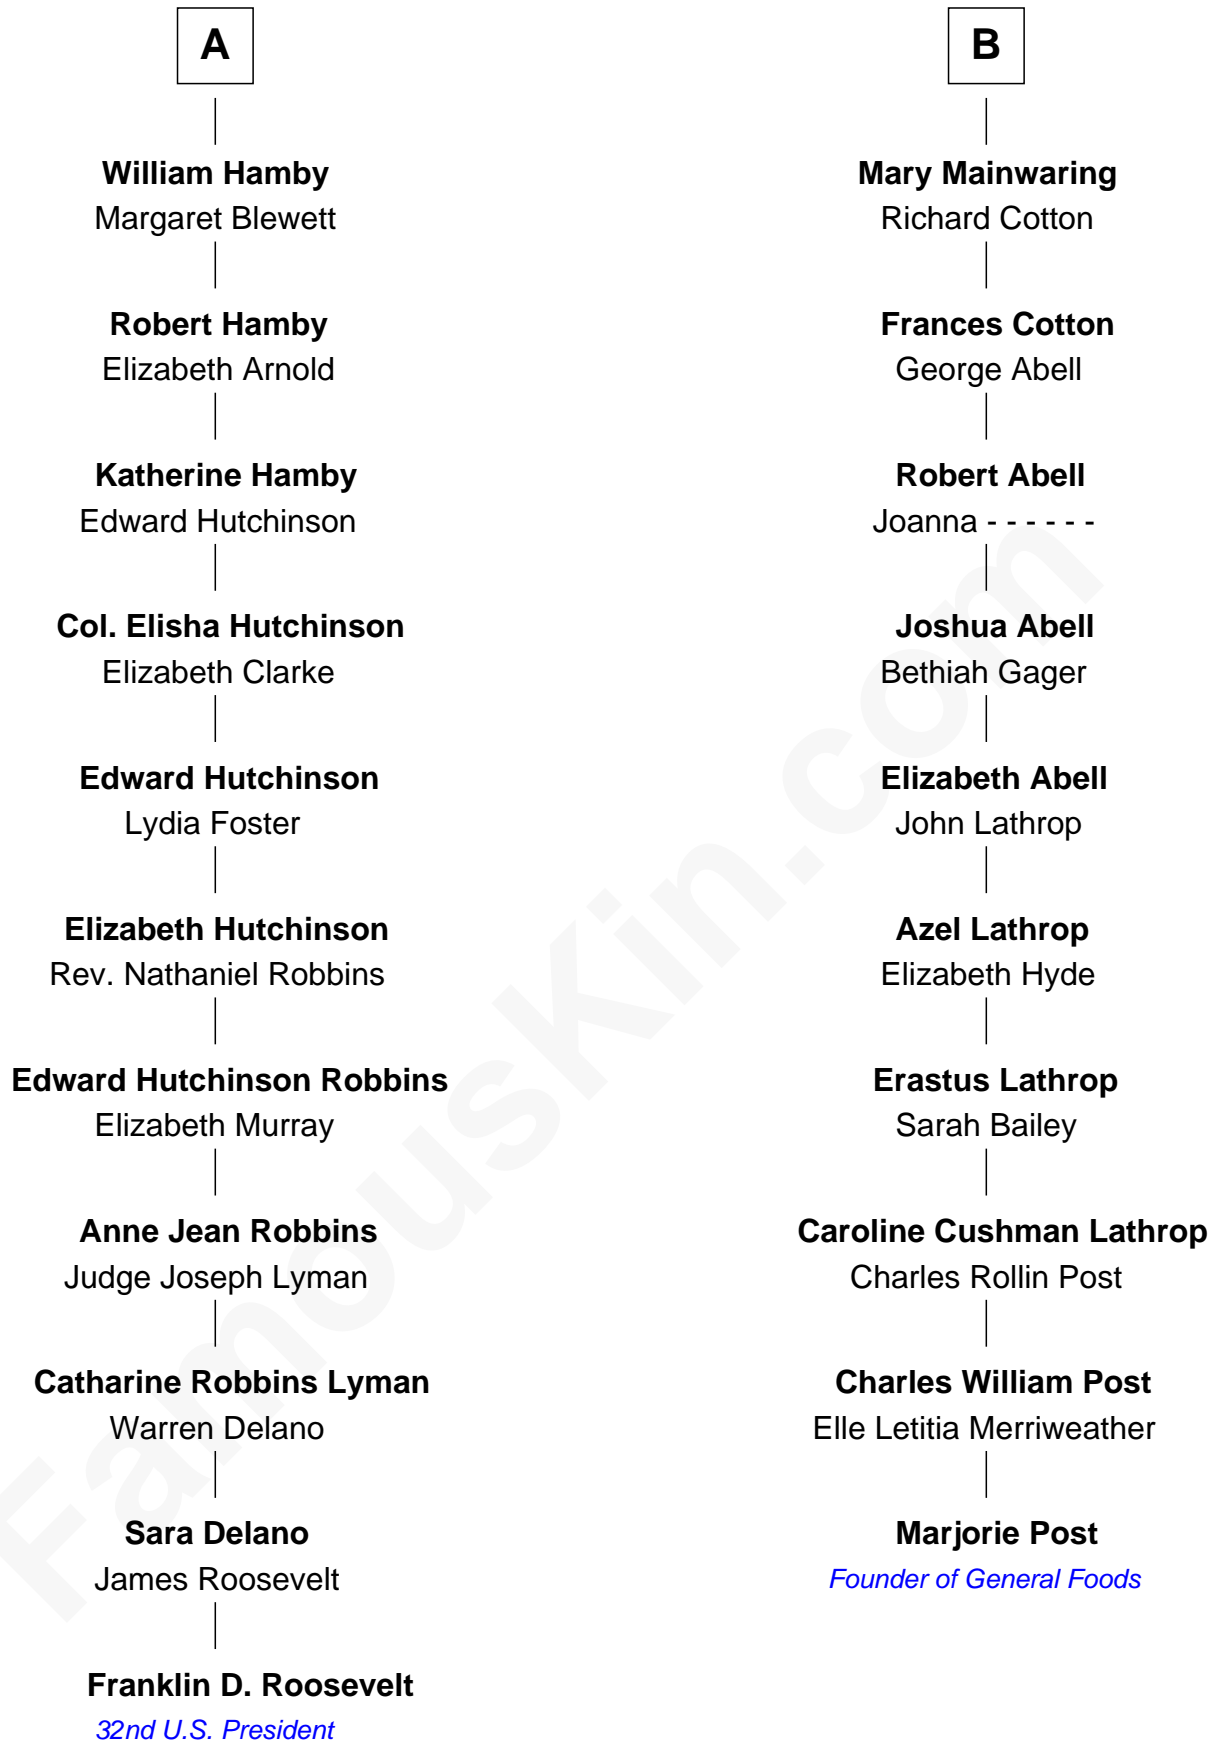 A
William Hamby
Margaret Blewett
Robert Hamby
Elizabeth Arnold
Katherine Hamby
Edward Hutchinson
Col. Elisha Hutchinson
Elizabeth Clarke
Edward Hutchinson
Lydia Foster
Elizabeth Hutchinson
Rev. Nathaniel Robbins
Edward Hutchinson Robbins
Elizabeth Murray
Anne Jean Robbins
Judge Joseph Lyman
Catharine Robbins Lyman
Warren Delano
Sara Delano
James Roosevelt
Franklin D. Roosevelt
32nd U.S. President
B
Mary Mainwaring
Richard Cotton
Frances Cotton
George Abell
Robert Abell
Joanna - - - - - -
Joshua Abell
Bethiah Gager
Elizabeth Abell
John Lathrop
Azel Lathrop
Elizabeth Hyde
Erastus Lathrop
Sarah Bailey
Caroline Cushman Lathrop
Charles Rollin Post
Charles William Post
Elle Letitia Merriweather
Marjorie Post
Founder of General Foods
FamousKin.com